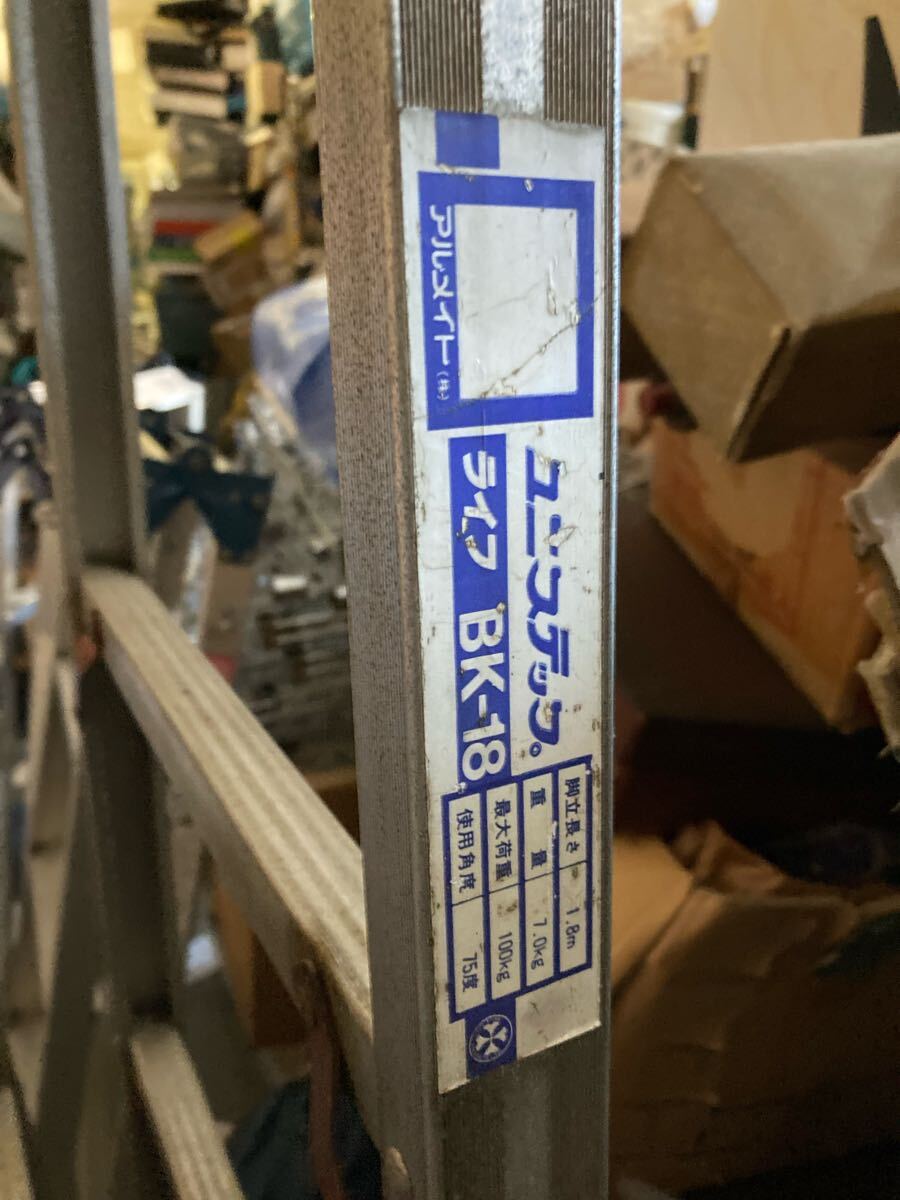 アルメイト(株)
ユニステップ。
ライフ BK-18
脚立長さ 1.8m
重量 7.0kg
最大荷重 100kg
使用角度 75度